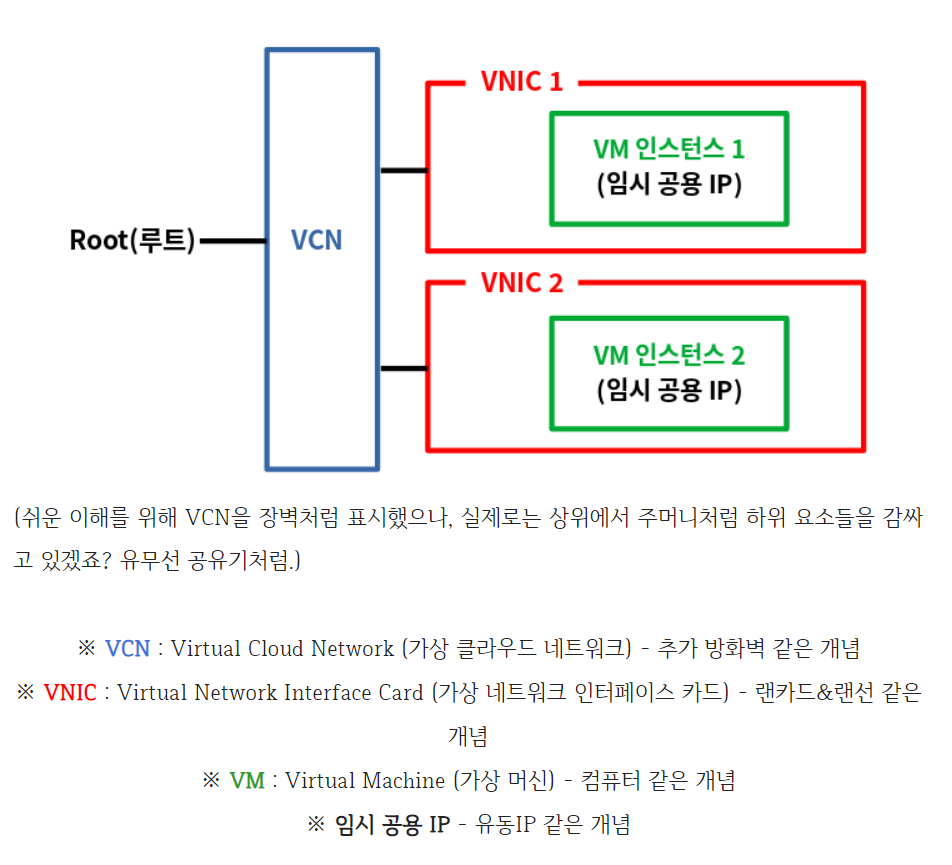 VNIC 1
VM 인스턴스 1
(임시 공용 IP)
Root(루트)
VCN
VNIC 2
VM 인스턴스 2
(임시 공용 IP)
(쉬운 이해를 위해 VCN을 장벽처럼 표시했으나, 실제로는 상위에서 주머니처럼 하위 요소들을 감싸
고 있겠죠? 유무선 공유기처럼.)
※ VCN : Virtual Cloud Network (가상 클라우드 네트워크) - 추가 방화벽 같은 개념
※ VNIC : Virtual Network Interface Card (가상 네트워크 인터페이스 카드) - 랜카드&랜선 같은
개념
※ VM : Virtual Machine (가상 머신) - 컴퓨터 같은 개념
※ 임시 공용 IP - 유동IP 같은 개념